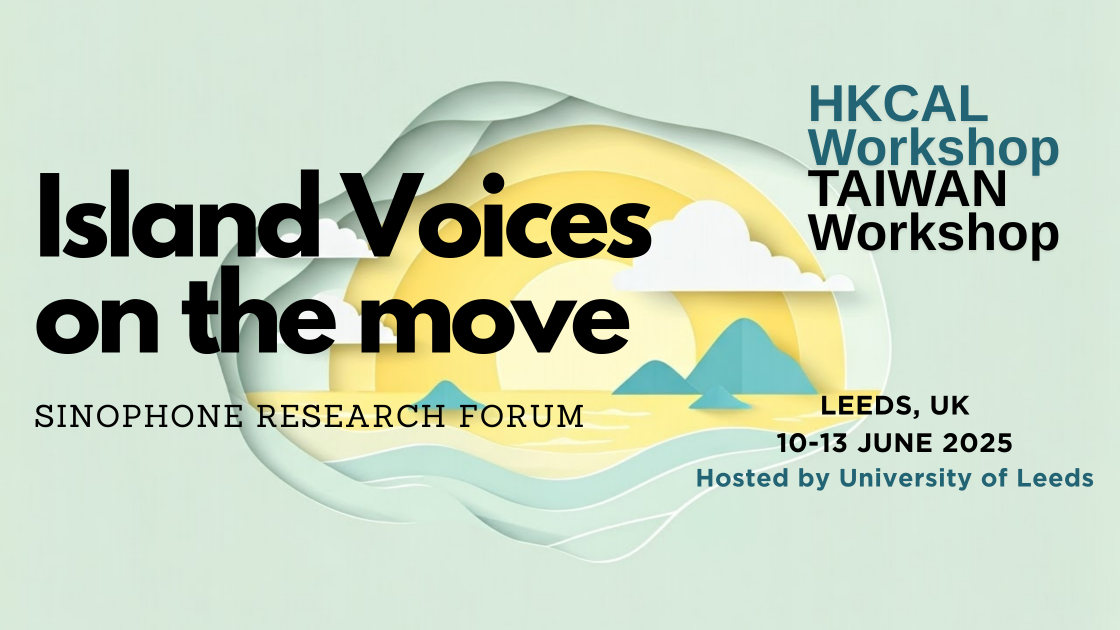 Island Voices
on the move
SINOPHONE RESEARCH FORUM
HKCAL
Workshop
TAIWAN
Workshop
LEEDS, UK
10-13 JUNE 2025
Hosted by University of Leeds